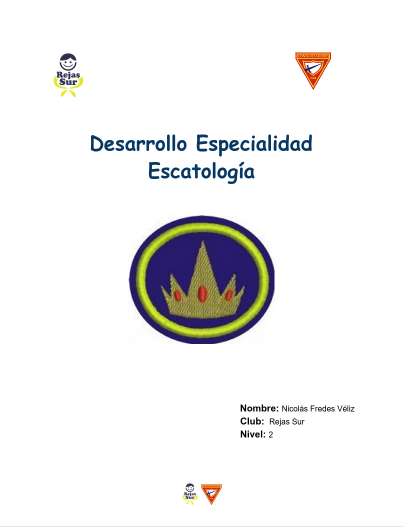 Rejas
Sur
Desarrollo Especialidad
Escatología
Nombre: Nicolás Fredes Véliz
Club: Rejas Sur
Nivel: 2
Rejas
Sur